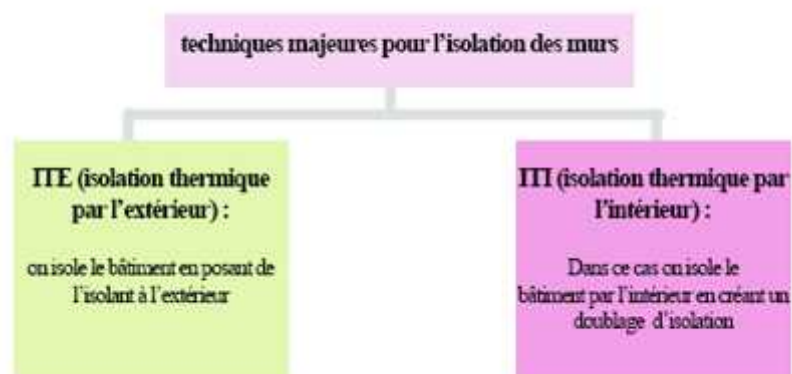 techniques majeures pour l'isolation des murs
ITE (isolation thermique
par l'extérieur) :
on isole le bâtiment en posant de
l'isolant à l'extérieur
ITI (isolation thermique par
l'intérieur) :
Dans ce cas on isole le
bâtiment par l'intérieur en créant un
doublage d'isolation